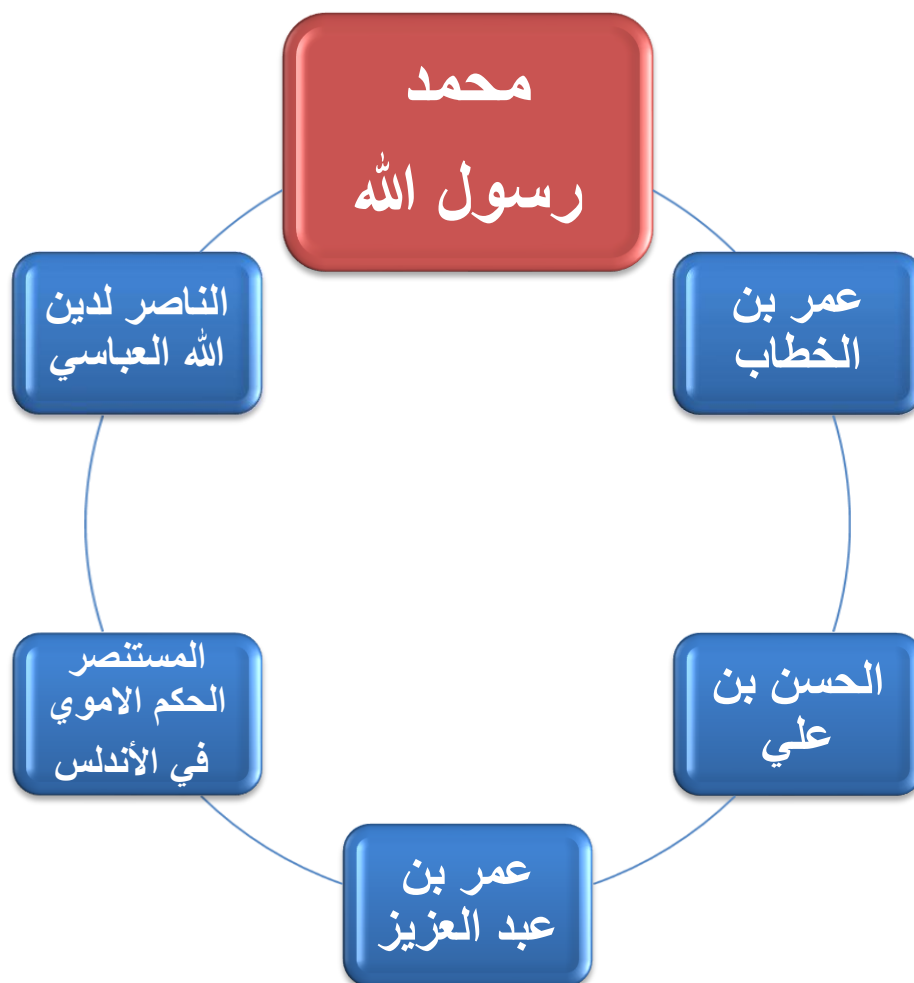 محمد
رسول الله
عمر بن
الخطاب
الحسن بن
علي
عمر بن
عبد العزيز
المستنصر
الحكم الاموي
في الأندلس
الناصر لدين
الله العباسي